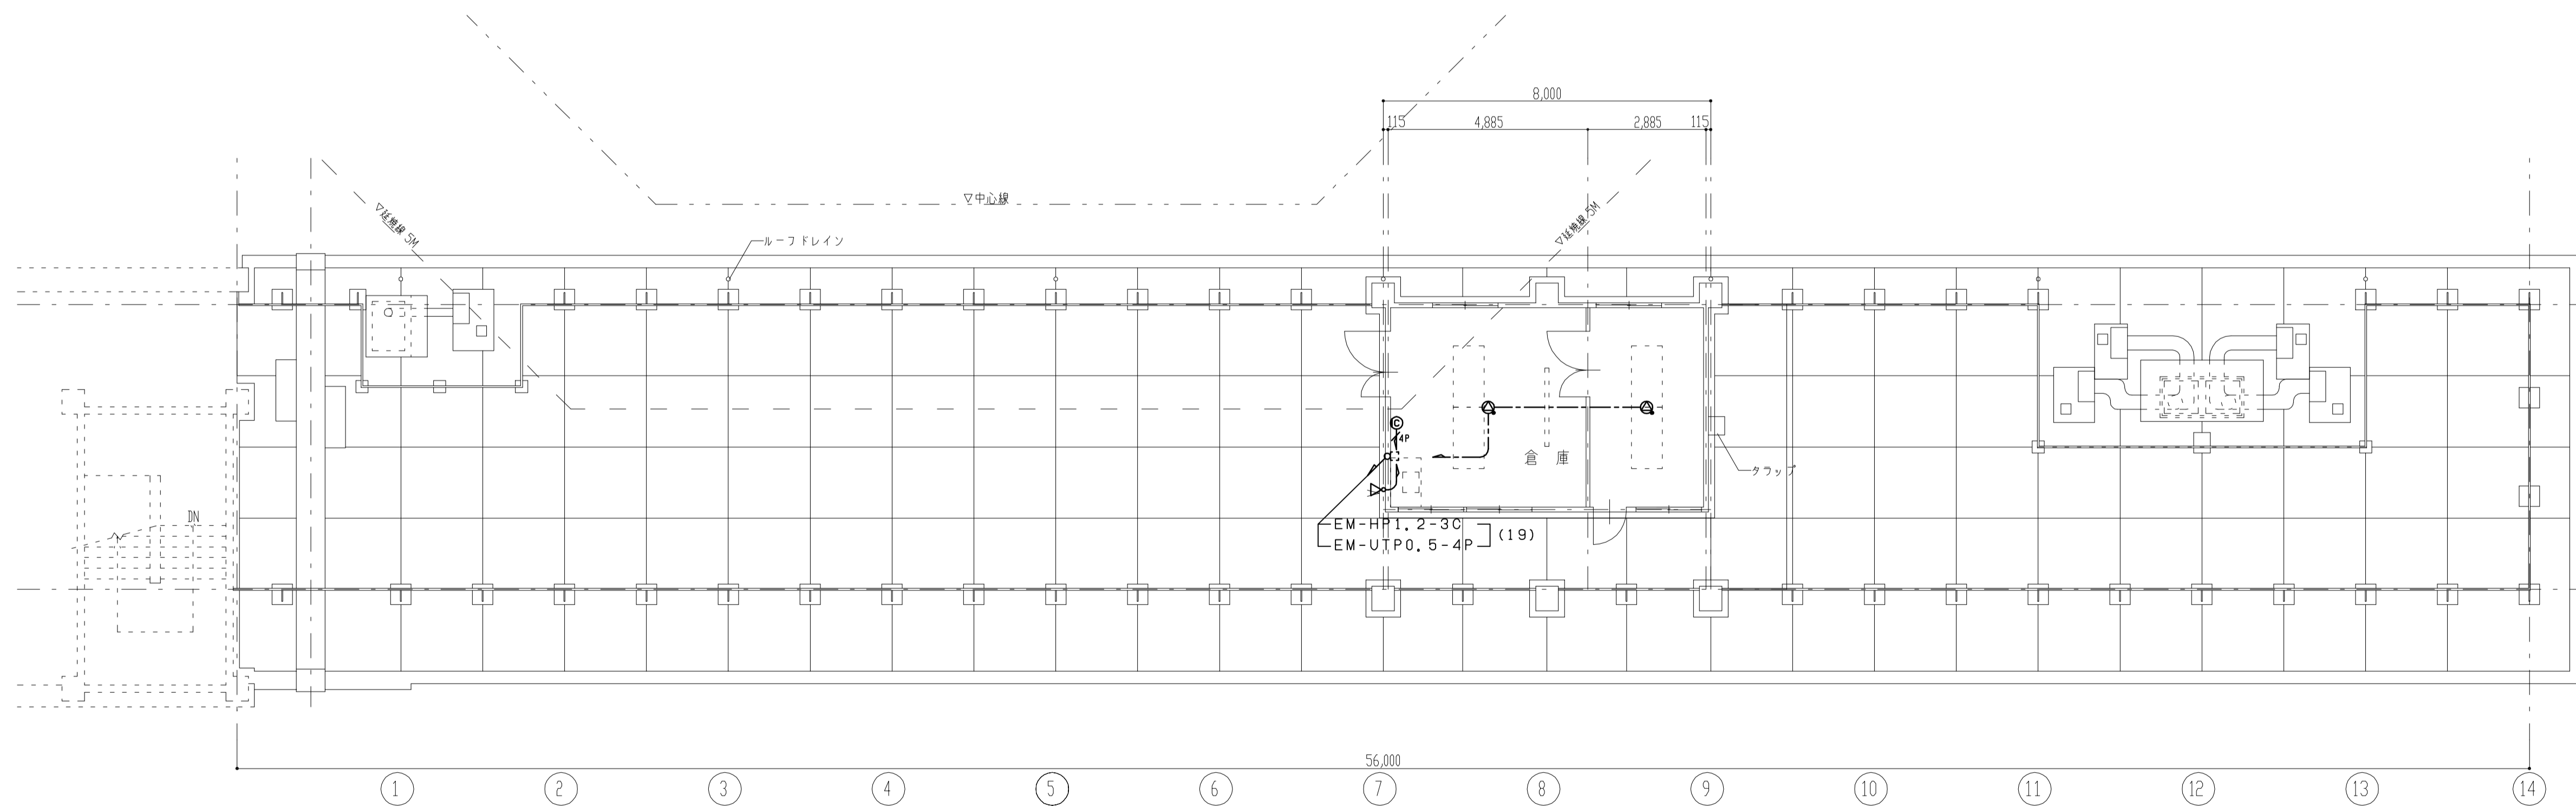 8,000
115
4,885
2,885
115
▽中心線
▽延焼線 5M
▽延焼線 5M
ルーフドレイン
C
4P
倉 庫
タラップ
DN
EM-HP1.2-3C
EM-UTP0.5-4P
(19)
56,000
1
2
3
4
5
6
7
8
9
10
11
12
13
14